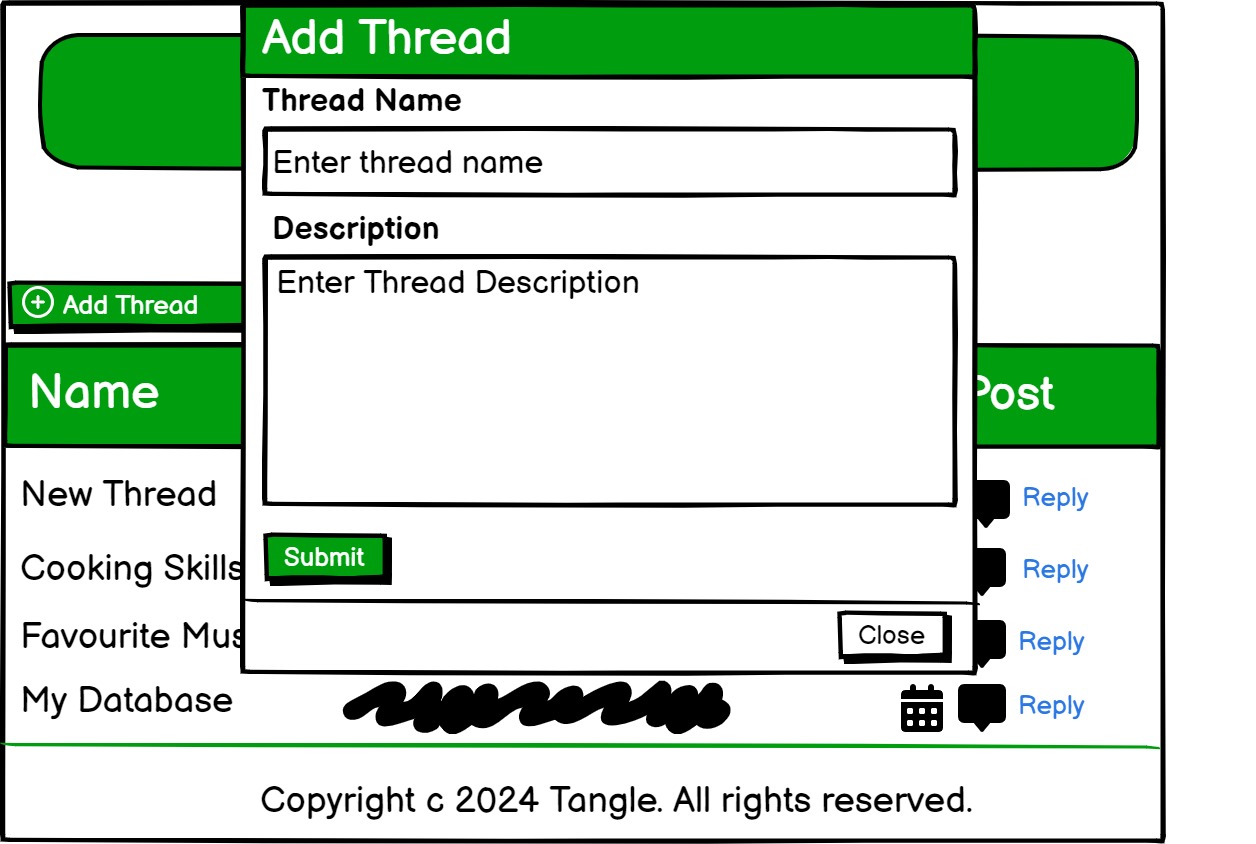 Add Thread
Thread Name
Enter thread name
Description
Enter Thread Description
Add Thread
Name
Post
New Thread
Reply
Submit
Cooking Skills
Reply
Favourite Mus
Close
Reply
My Database
Reply
Copyright c 2024 Tangle. All rights reserved.